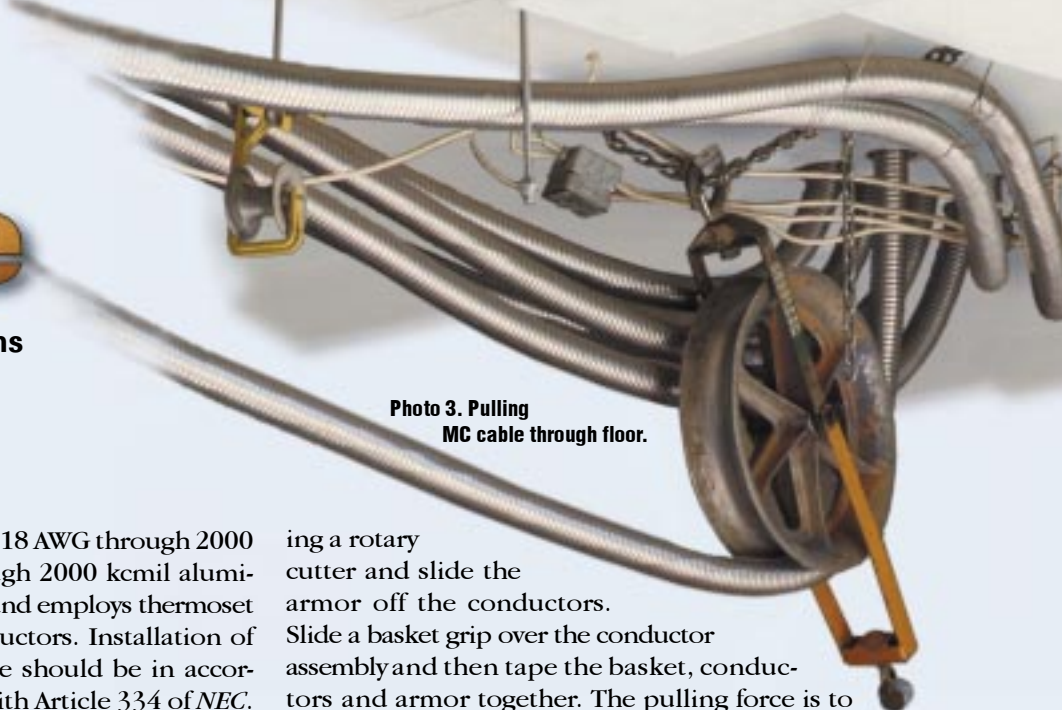 ns
Photo 3. Pulling
MC cable through floor.
18 AWG through 2000
gh 2000 kcmil alumi-
nd employs thermoset
uctors. Installation of
e should be in accor-
ith Article 334 of NEC.
ing a rotary
cutter and slide the
armor off the conductors.
Slide a basket grip over the conductor
assembly and then tape the basket, conduc-
tors and armor together. The pulling force is to